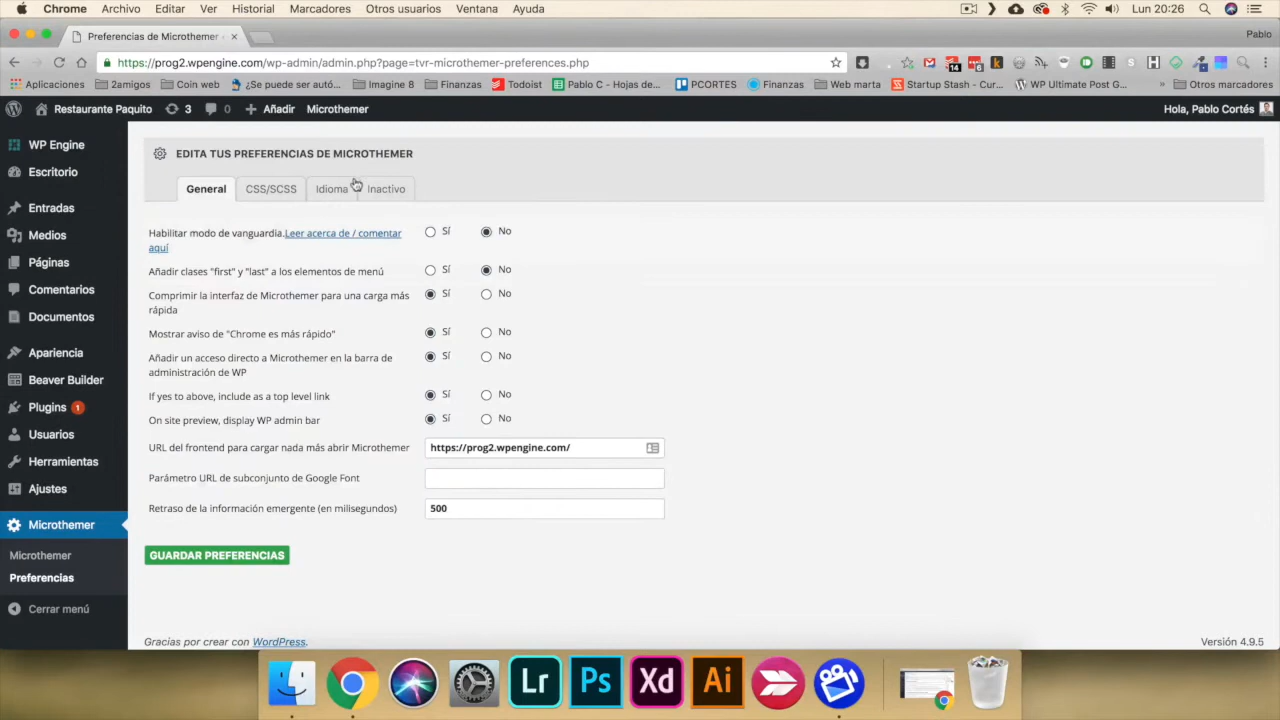 Chrome Archivo Editar Ver Historial Marcadores Otros usuarios Ventana Ayuda Lun 20:26
Preferencias de Microthemer Pablo
https://prog2.wpengine.com/wp-admin/admin.php?page=tvr-microthemer-preferences.php 14 6
Aplicaciones 2amigos Coin web ¿Se puede ser autó... Imagine 8 Finanzas Todoist Pablo C - Hojas de... PCORTES Finanzas Web marta Startup Stash - Cur... WP Ultimate Post G... » Otros marcadores
Restaurante Paquito 3 0 Añadir Microthemer Hola, Pablo Cortés
WP Engine
Escritorio
Entradas
Medios
Páginas
Comentarios
Documentos
Apariencia
Beaver Builder
Plugins 1
Usuarios
Herramientas
Ajustes
Microthemer
Microthemer
Preferencias
Cerrar menú
EDITA TUS PREFERENCIAS DE MICROTHEMER
General CSS/SCSS Idioma Inactivo
Habilitar modo de vanguardia.Leer acerca de / comentar
aquí
Sí No
Añadir clases "first" y "last" a los elementos de menú Sí No
Comprimir la interfaz de Microthemer para una carga más
rápida
Sí No
Mostrar aviso de "Chrome es más rápido" Sí No
Añadir un acceso directo a Microthemer en la barra de
administración de WP
Sí No
If yes to above, include as a top level link Sí No
On site preview, display WP admin bar Sí No
URL del frontend para cargar nada más abrir Microthemer https://prog2.wpengine.com/
Parámetro URL de subconjunto de Google Font
Retraso de la información emergente (en milisegundos) 500
GUARDAR PREFERENCIAS
Gracias por crear con WordPress. Versión 4.9.5
Lr Ps Xd Ai